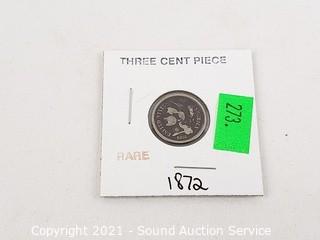 THREE CENT PIECE
273.
RARE
1872
Copyright 2021 - Sound Auction Service